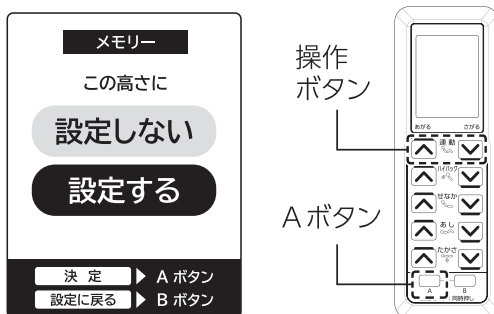 メモリー
この高さに
設定しない
設定する
決 定 ▶ A ボタン
設定に戻る ▶ B ボタン
操作
ボタン
A ボタン
あがる さがる
連動
ハイバック
せなか
あし
たかさ
A B
:同時押し